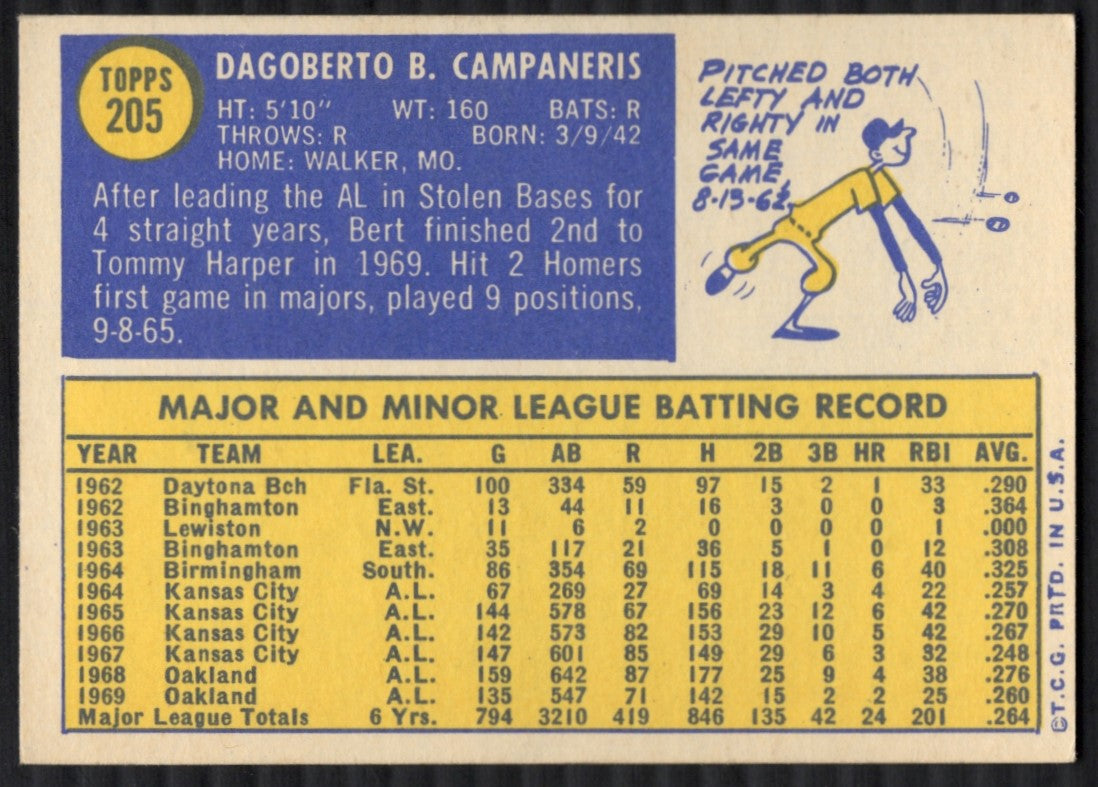 TOPPS
205
DAGOBERTO B. CAMPANERIS
HT: 5'10" WT: 160 BATS: R
THROWS: R BORN: 3/9/42
HOME: WALKER, MO.
After leading the AL in Stolen Bases for
4 straight years, Bert finished 2nd to
Tommy Harper in 1969. Hit 2 Homers
first game in majors, played 9 positions,
9-8-65.
PITCHED BOTH
LEFTY AND
RIGHTY IN
SAME
GAME,
8-13-62.
MAJOR AND MINOR LEAGUE BATTING RECORD
YEAR TEAM LEA. G AB R H 2B 3B HR RBI AVG.
1962 Daytona Bch Fla. St. 100 334 59 97 15 2 1 33 .290
1962 Binghamton East. 13 44 11 16 3 0 0 3 .364
1963 Lewiston N.W. 11 6 2 0 0 0 0 1 .000
1963 Binghamton East. 35 117 21 36 5 1 0 12 .308
1964 Birmingham South. 86 354 69 115 18 11 6 40 .325
1964 Kansas City A.L. 67 269 27 69 14 3 4 22 .257
1965 Kansas City A.L. 144 578 67 156 23 12 6 42 .270
1966 Kansas City A.L. 142 573 82 153 29 10 5 42 .267
1967 Kansas City A.L. 147 601 85 149 29 6 3 32 .248
1968 Oakland A.L. 159 642 87 177 25 9 4 38 .276
1969 Oakland A.L. 135 547 71 142 15 2 2 25 .260
Major League Totals 6 Yrs. 794 3210 419 846 135 42 24 201 .264
©T.C.G. PRTD. IN U.S.A.